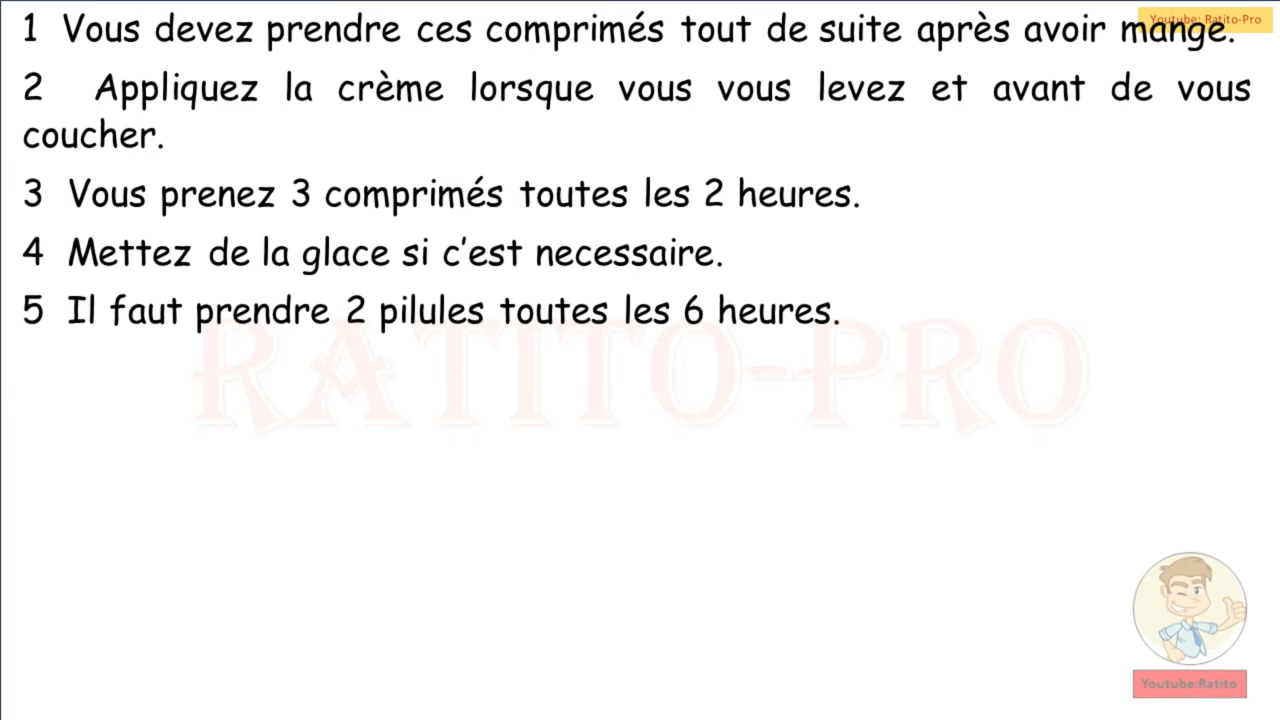 Youtube: Ratito-Pro
1 Vous devez prendre ces comprimés tout de suite après avoir mangé.
2 Appliquez la crème lorsque vous vous levez et avant de vous
coucher.
3 Vous prenez 3 comprimés toutes les 2 heures.
4 Mettez de la glace si c'est necessaire.
5 Il faut prendre 2 pilules toutes les 6 heures.
RATITO-PRO
Youtube:Ratito